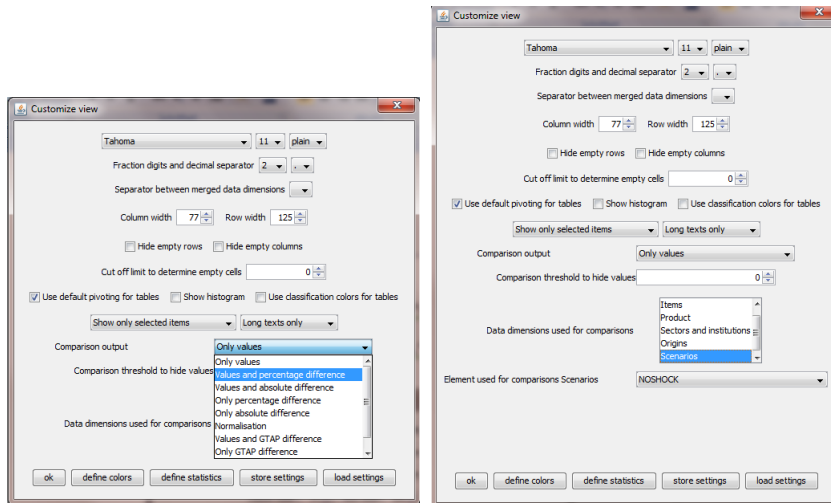 Customize view
Tahoma 11 plain
Fraction digits and decimal separator 2 .
Separator between merged data dimensions
Column width 77 Row width 125
Hide empty rows Hide empty columns
Cut off limit to determine empty cells 0
Use default pivoting for tables Show histogram Use classification colors for tables
Show only selected items Long texts only
Comparison output Only values
Only values
Comparison threshold to hide values Values and percentage difference
Values and absolute difference
Only percentage difference
Only absolute difference
Data dimensions used for comparisons Normalisation
Values and GTAP difference
Only GTAP difference
ok define colors define statistics store settings load settings
Customize view
Tahoma 11 plain
Fraction digits and decimal separator 2 .
Separator between merged data dimensions
Column width 77 Row width 125
Hide empty rows Hide empty columns
Cut off limit to determine empty cells 0
Use default pivoting for tables Show histogram Use classification colors for tables
Show only selected items Long texts only
Comparison output Only values
Comparison threshold to hide values 0
Items
Product
Data dimensions used for comparisons Sectors and institutions
Origins
Scenarios
Element used for comparisons Scenarios NOSHOCK
ok define colors define statistics store settings load settings